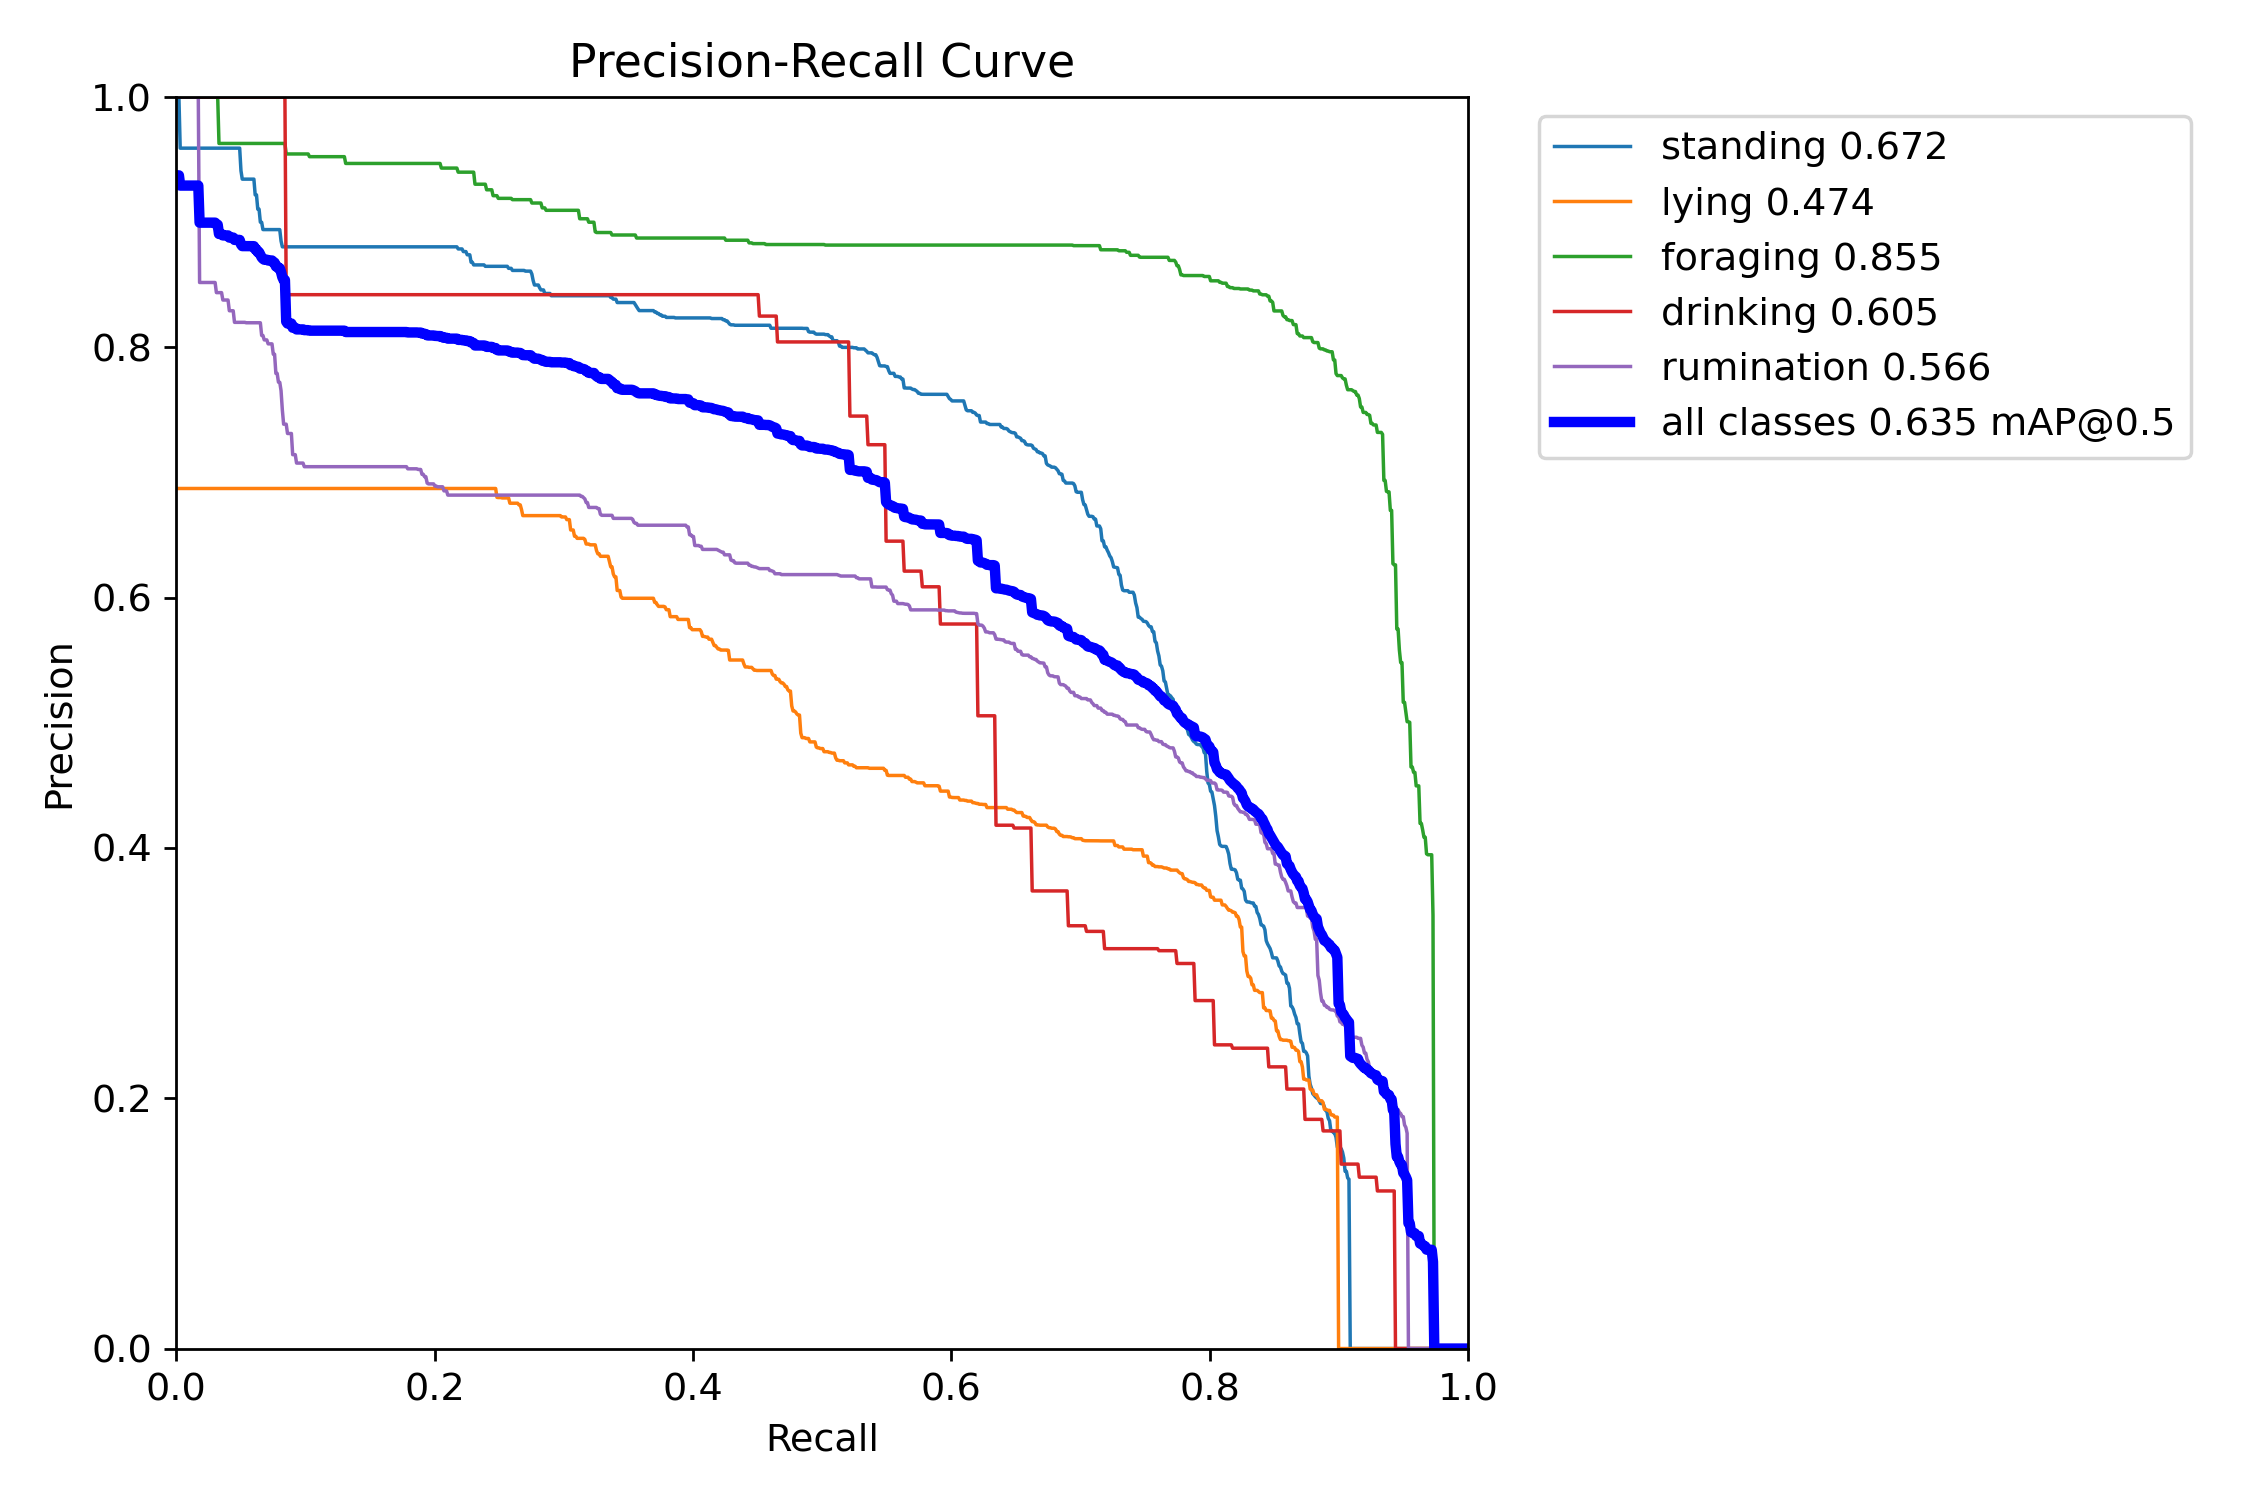 Precision-Recall Curve
1.0
0.8
0.6
0.4
0.2
0.0
Precision
0.0 0.2 0.4 0.6 0.8 1.0
Recall
standing 0.672
lying 0.474
foraging 0.855
drinking 0.605
rumination 0.566
all classes 0.635 mAP@0.5